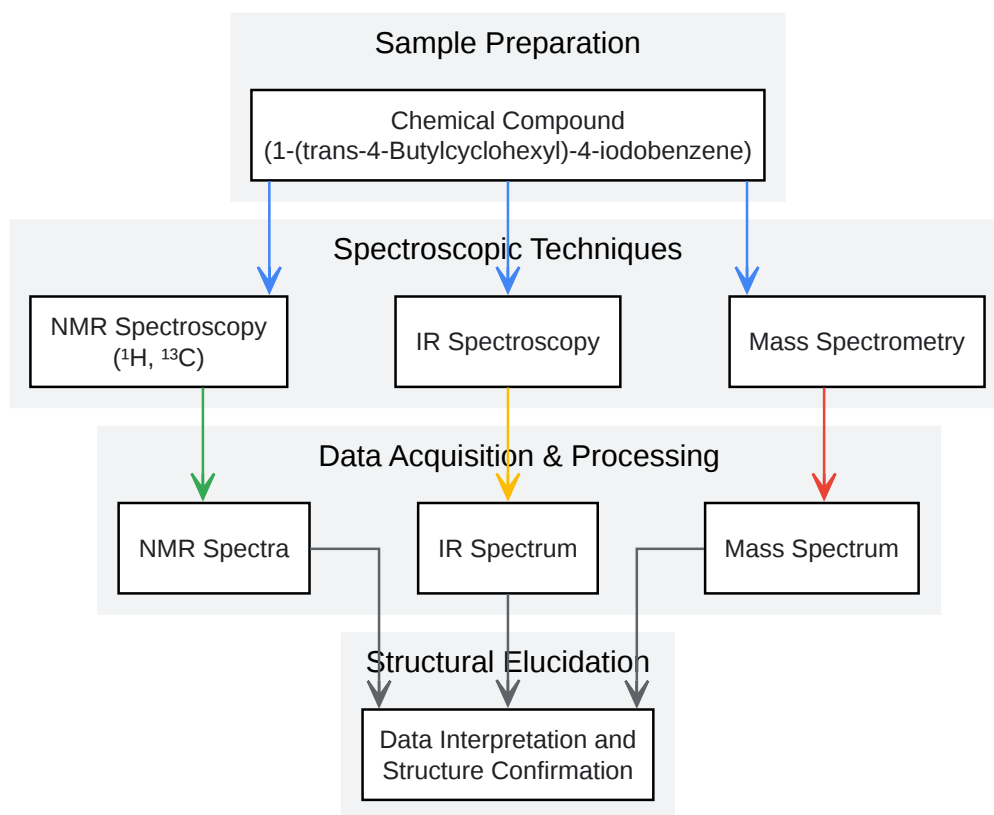 Sample Preparation
Chemical Compound
(1-(trans-4-Butylcyclohexyl)-4-iodobenzene)
Spectroscopic Techniques
NMR Spectroscopy
(¹H, ¹³C)
IR Spectroscopy
Mass Spectrometry
Data Acquisition & Processing
NMR Spectra
IR Spectrum
Mass Spectrum
Structural Elucidation
Data Interpretation and
Structure Confirmation